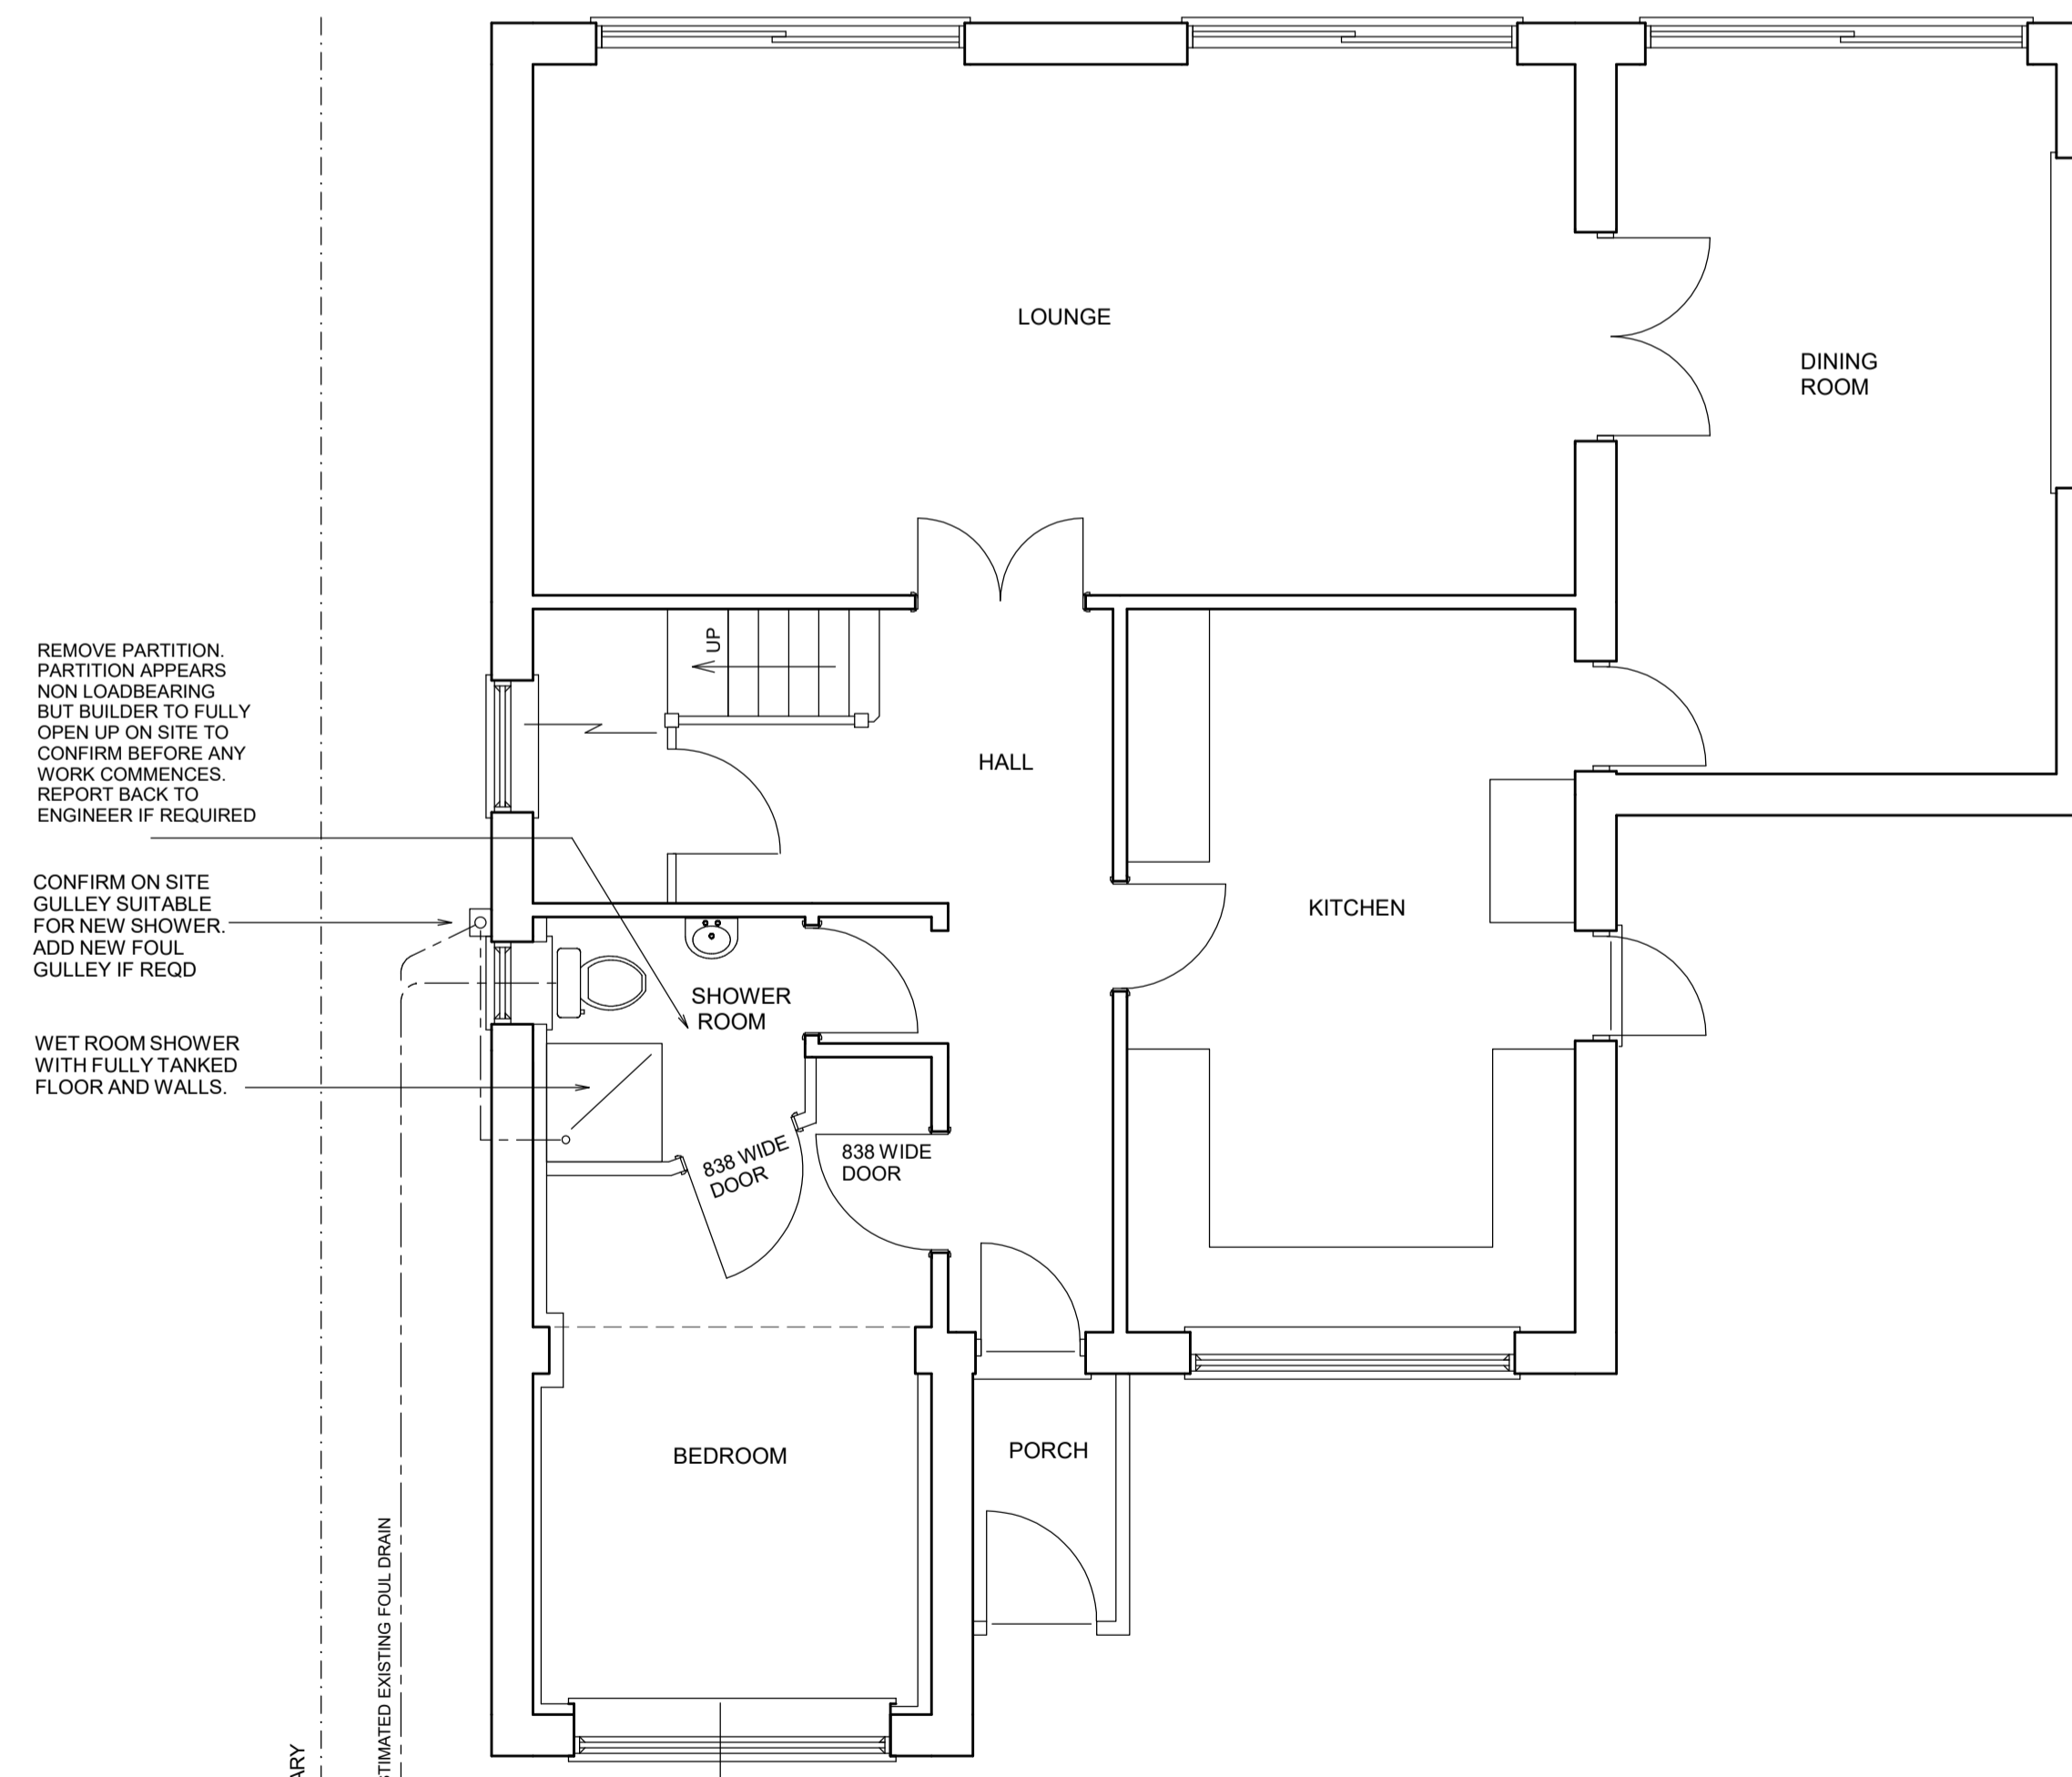 LOUNGE
DINING
ROOM
UP
HALL
REMOVE PARTITION.
PARTITION APPEARS
NON LOADBEARING
BUT BUILDER TO FULLY
OPEN UP ON SITE TO
CONFIRM BEFORE ANY
WORK COMMENCES.
REPORT BACK TO
ENGINEER IF REQUIRED
CONFIRM ON SITE
GULLEY SUITABLE
FOR NEW SHOWER.
ADD NEW FOUL
GULLEY IF REQD
KITCHEN
SHOWER
ROOM
WET ROOM SHOWER
WITH FULLY TANKED
FLOOR AND WALLS.
838 WIDE
DOOR
838 WIDE
DOOR
BEDROOM
PORCH
EXISTING FOUL DRAIN